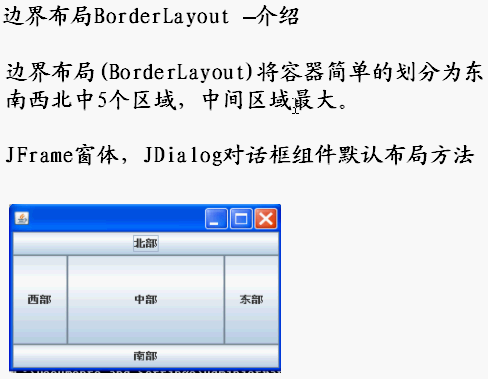 边界布局BorderLayout —介绍
边界布局(BorderLayout)将容器简单的划分为东
南西北中5个区域，中间区域最大。
JFrame窗体，JDialog对话框组件默认布局方法
北部
西部 中部 东部
南部